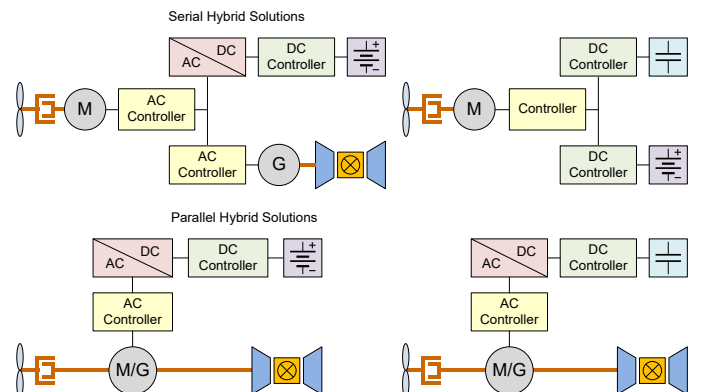 Serial Hybrid Solutions
AC
DC
DC
Controller
+
−
M
AC
Controller
AC
Controller
G
DC
Controller
M
Controller
DC
Controller
+
−
Parallel Hybrid Solutions
AC
DC
DC
Controller
+
−
AC
Controller
M/G
AC
DC
DC
Controller
AC
Controller
M/G